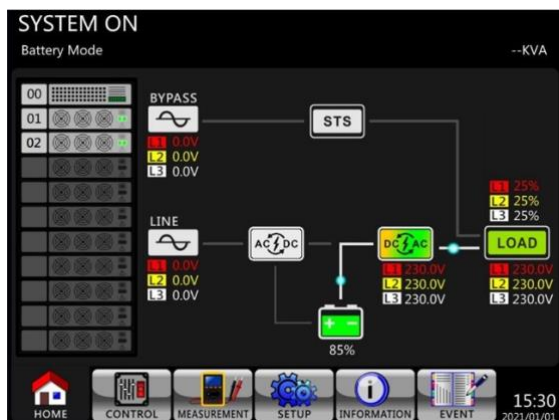 SYSTEM ON
Battery Mode --KVA
00
01
02
BYPASS
L1 0.0V
L2 0.0V
L3 0.0V
STS
L1 25%
L2 25%
L3 25%
LINE
L1 0.0V
L2 0.0V
L3 0.0V
AC DC
DC AC
L1 230.0V
L2 230.0V
L3 230.0V
LOAD
L1 230.0V
L2 230.0V
L3 230.0V
+ -
85%
HOME CONTROL MEASUREMENT SETUP INFORMATION EVENT
15:30
2021/01/01